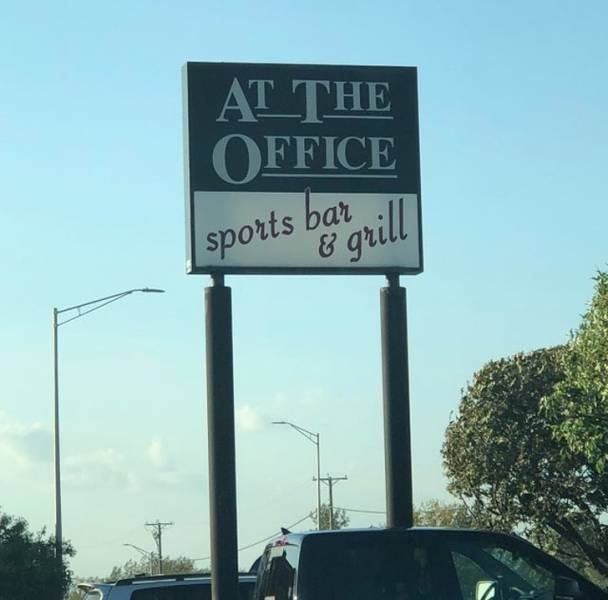 AT THE
OFFICE
sports bar
& grill